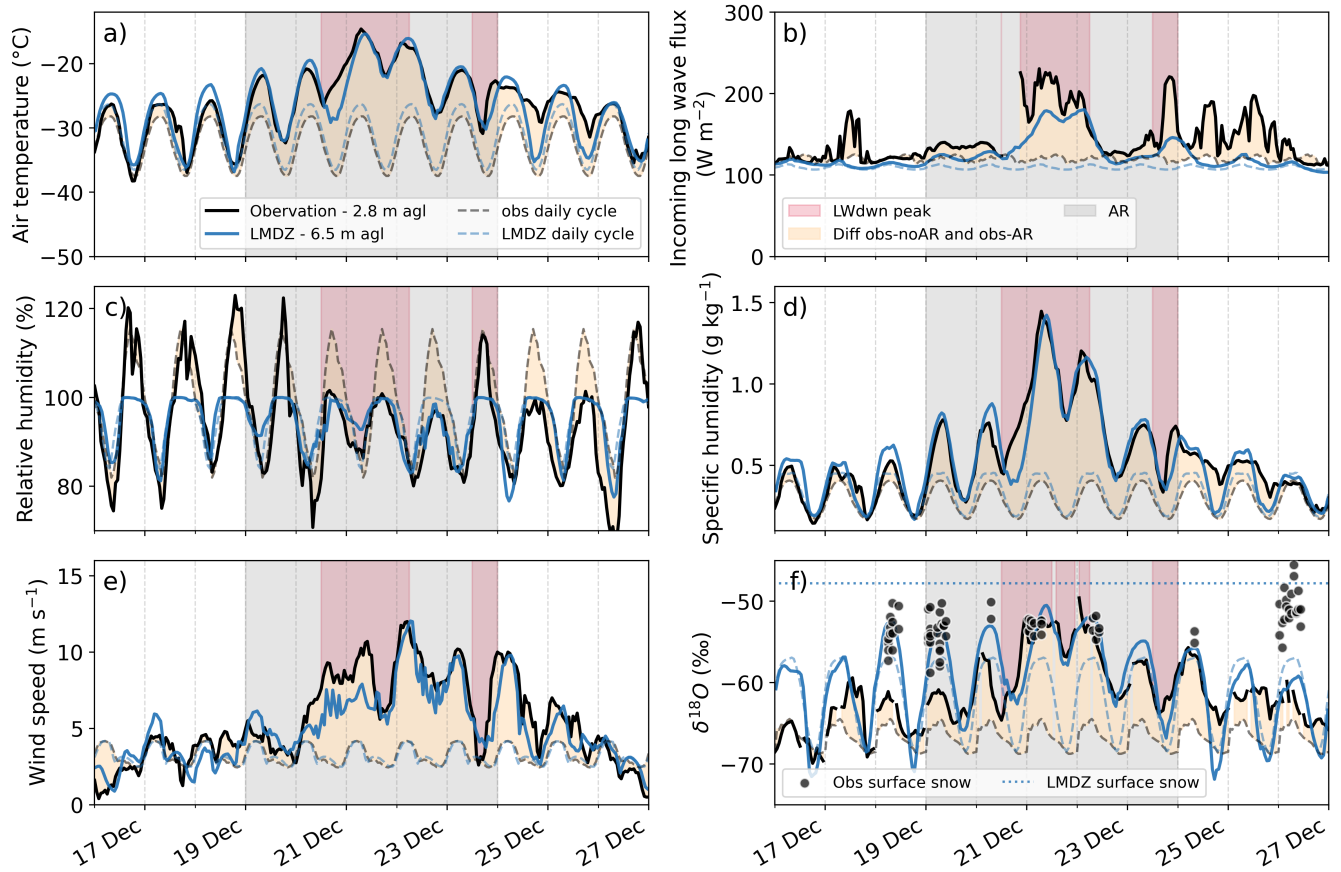 a)
Air temperature (°C)
−20
−30
−40
−50
Obervation - 2.8 m agl
LMDZ - 6.5 m agl
obs daily cycle
LMDZ daily cycle
b)
Incoming long wave flux
(W m⁻²)
300
200
100
0
LWdwn peak
Diff obs-noAR and obs-AR
AR
c)
Relative humidity (%)
120
100
80
d)
Specific humidity (g kg⁻¹)
1.5
1.0
0.5
e)
Wind speed (m s⁻¹)
15
10
5
0
17 Dec
19 Dec
21 Dec
23 Dec
25 Dec
27 Dec
f)
δ¹⁸O (‰)
−50
−60
−70
Obs surface snow
LMDZ surface snow
17 Dec
19 Dec
21 Dec
23 Dec
25 Dec
27 Dec